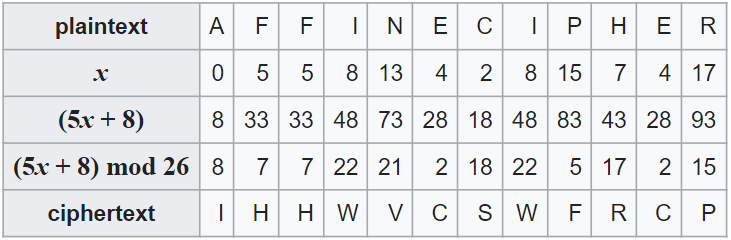 plaintext A F F I N E C I P H E R
x 0 5 5 8 13 4 2 8 15 7 4 17
(5x + 8) 8 33 33 48 73 28 18 48 83 43 28 93
(5x + 8) mod 26 8 7 7 22 21 2 18 22 5 17 2 15
ciphertext I H H W V C S W F R C P